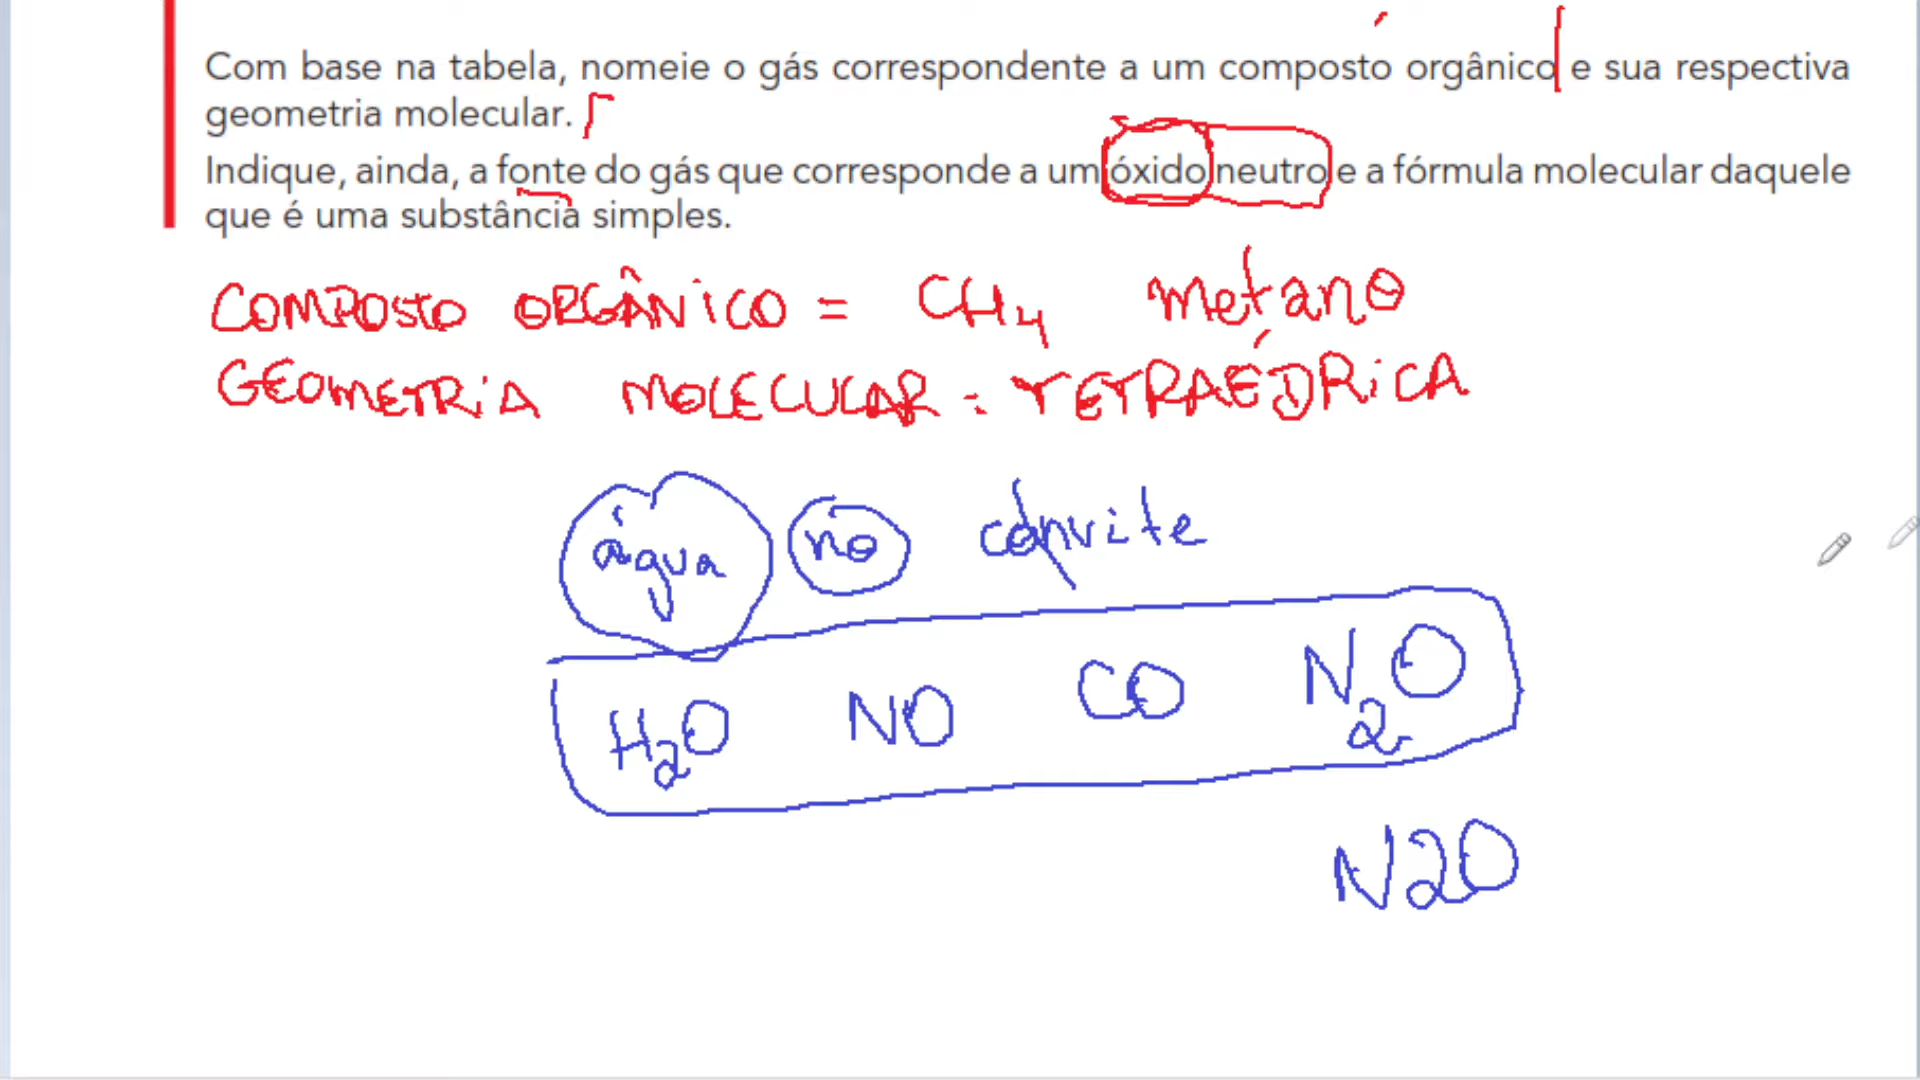 Com base na tabela, nomeie o gás correspondente a um composto orgânico e sua respectiva
geometria molecular.
Indique, ainda, a fonte do gás que corresponde a um óxido neutro e a fórmula molecular daquele
que é uma substância simples.
COMPOSTO ORGÂNICO = CH4 metano
GEOMETRIA MOLECULAR = TETRAÉDRICA
água no convite
H2O NO CO N2O
N2O